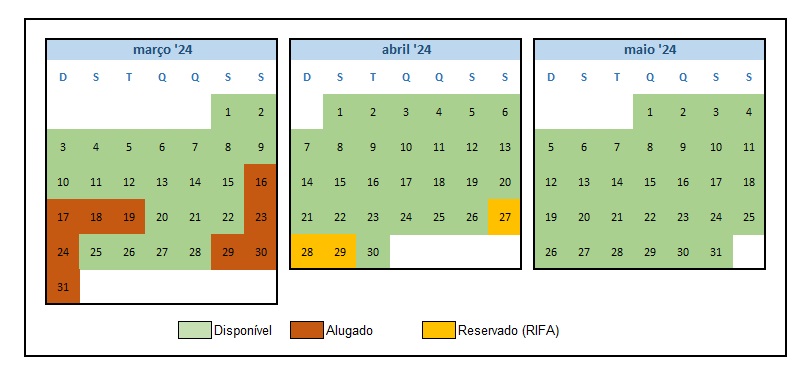 março '24
D S T Q Q S S
1 2
3 4 5 6 7 8 9
10 11 12 13 14 15 16
17 18 19 20 21 22 23
24 25 26 27 28 29 30
31
abril '24
D S T Q Q S S
1 2 3 4 5 6
7 8 9 10 11 12 13
14 15 16 17 18 19 20
21 22 23 24 25 26 27
28 29 30
maio '24
D S T Q Q S S
1 2 3 4
5 6 7 8 9 10 11
12 13 14 15 16 17 18
19 20 21 22 23 24 25
26 27 28 29 30 31
Disponível Alugado Reservado (RIFA)